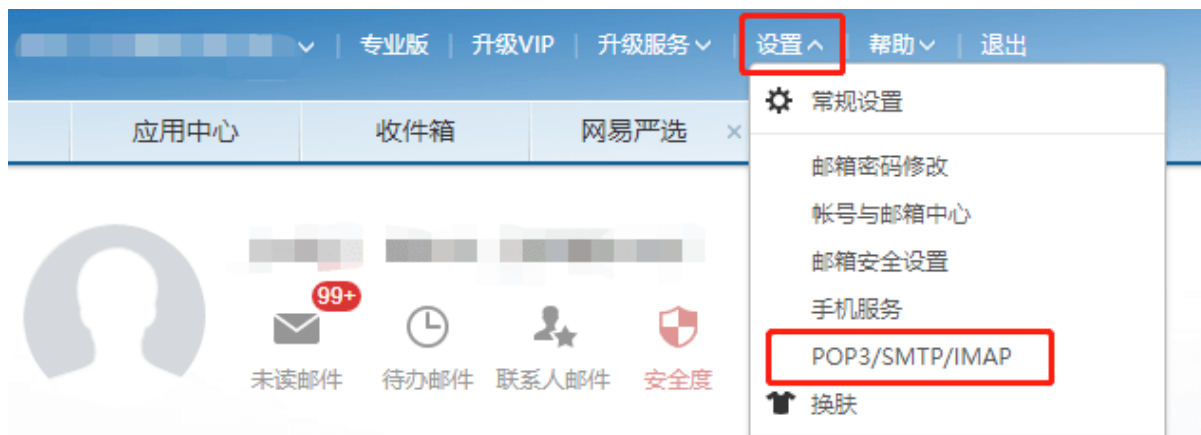 专业版 升级VIP 升级服务 设置 帮助 退出
应用中心 收件箱 网易严选 ×
常规设置
邮箱密码修改
帐号与邮箱中心
邮箱安全设置
手机服务
POP3/SMTP/IMAP
换肤
99+
未读邮件 待办邮件 联系人邮件 安全度